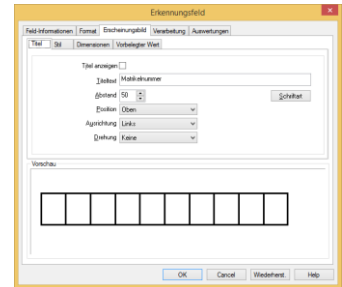 Erkennungsfeld
Feld-Informationen Format Erscheinungsbild Verarbeitung Auswertungen
Titel Stil Dimensionen Vorbelegter Wert
Titel anzeigen
Titeltext Matrikelnummer
Abstand 50
Schriftart
Position Oben
Ausrichtung Links
Drehung Keine
Vorschau
OK Cancel Wiederherst. Help